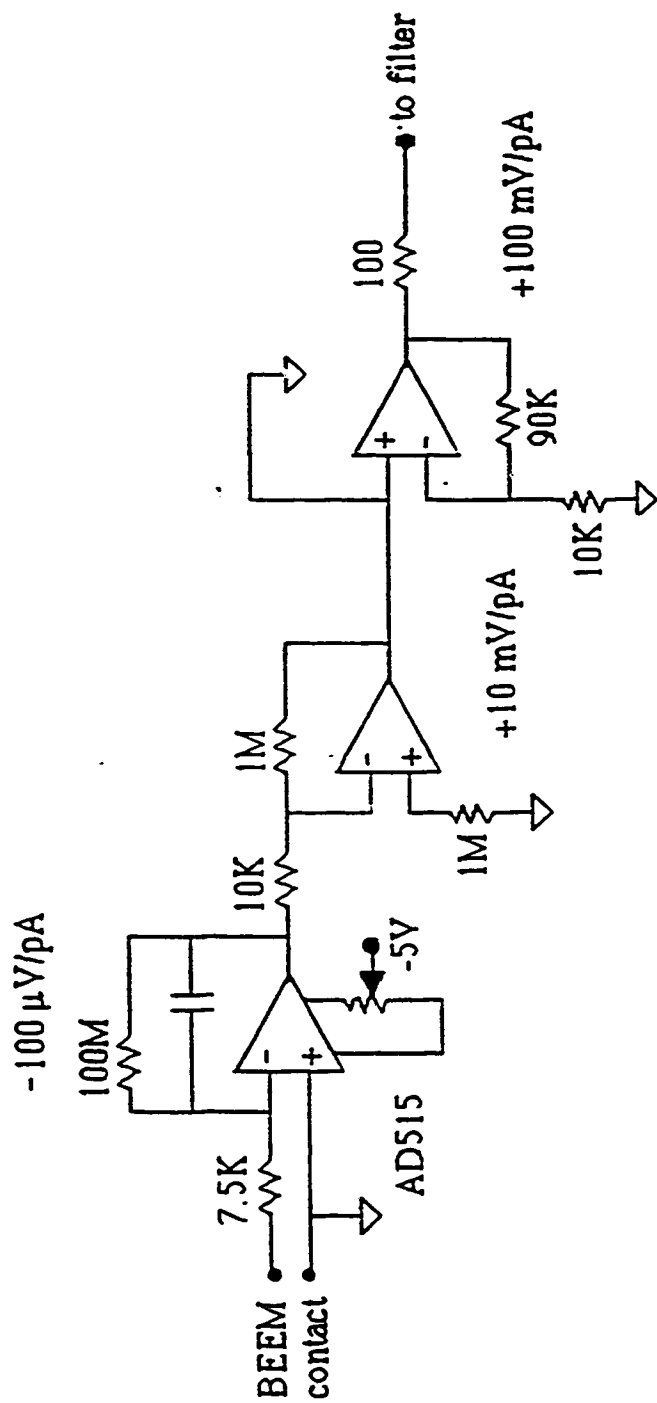 -100 μV/pA
100M
7.5K
BEEM
contact
-
+
AD515
-5V
10K
1M
-
+
1M
+10 mV/pA
+
-
90K
10K
100
to filter
+100 mV/pA